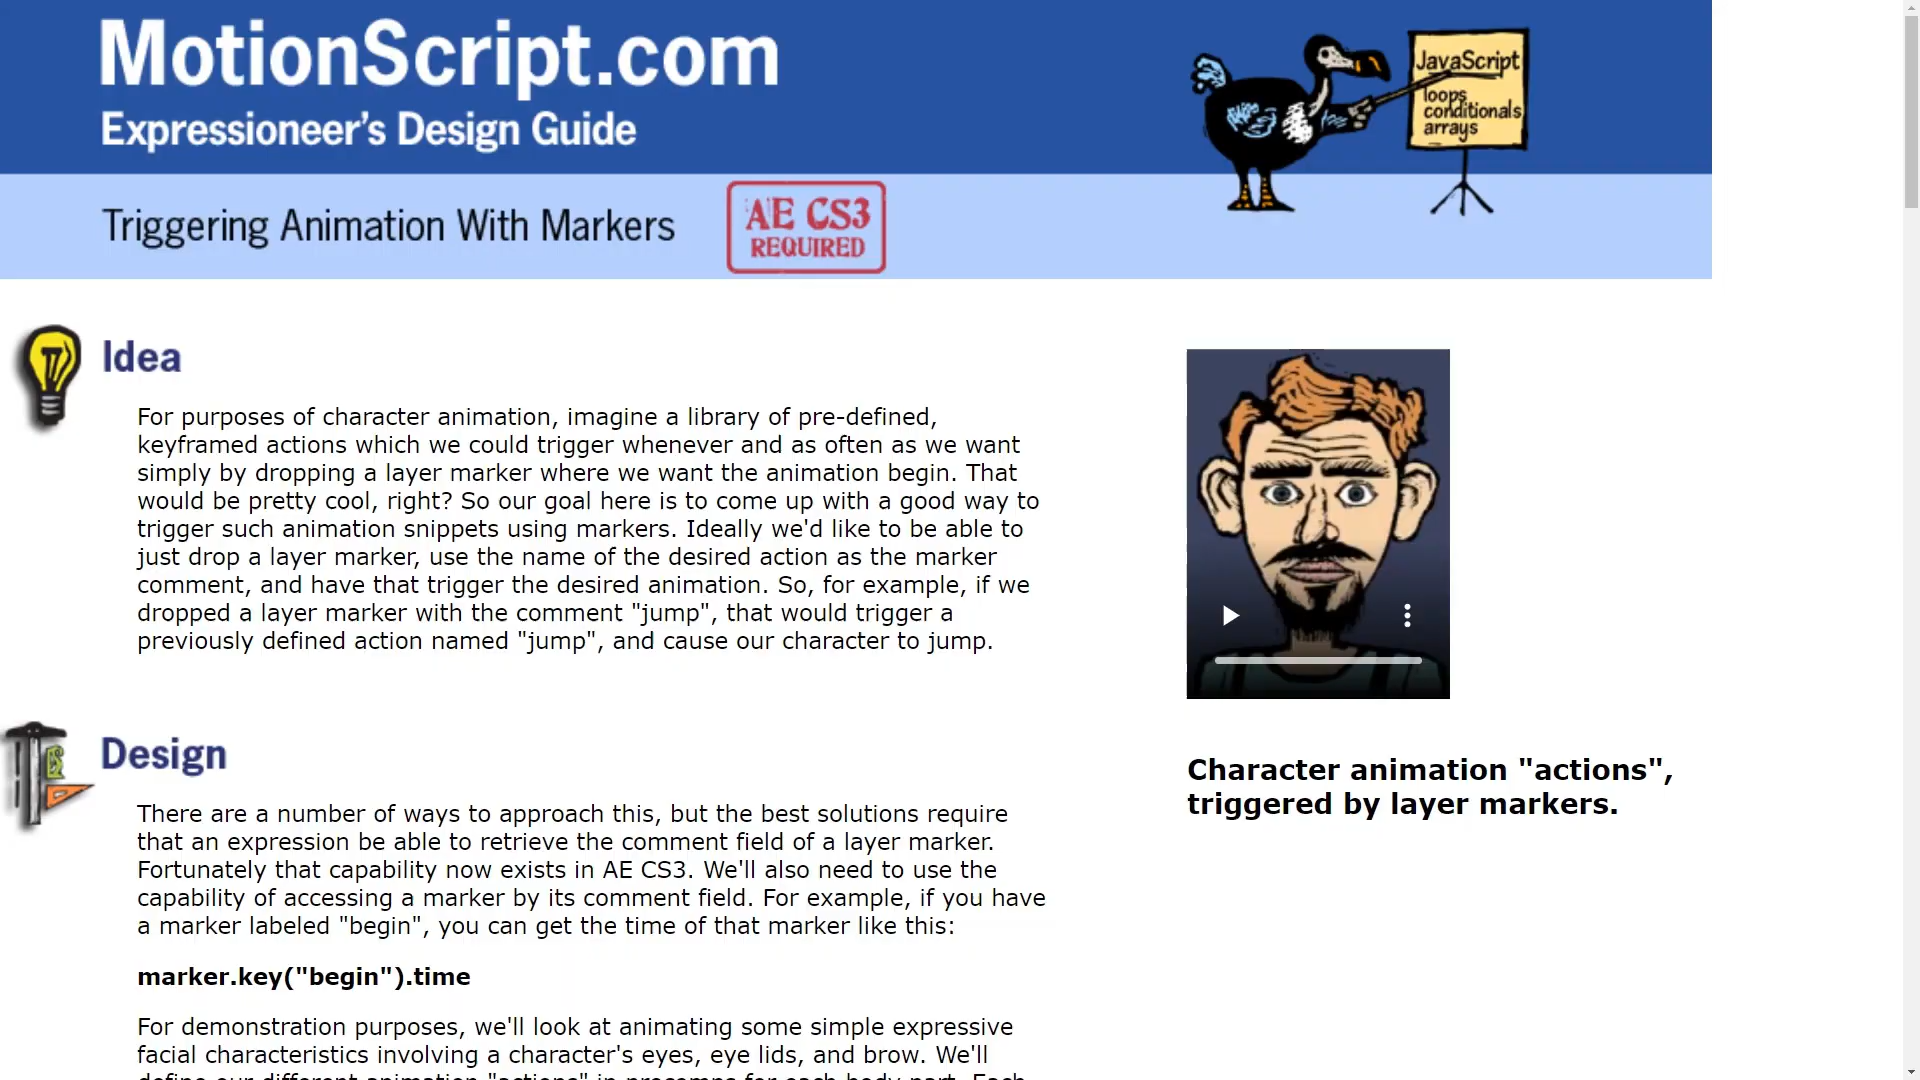 MotionScript.com
Expressioneer's Design Guide
JavaScript
loops
conditionals
arrays
Triggering Animation With Markers
AE CS3
REQUIRED
Idea
For purposes of character animation, imagine a library of pre-defined,
keyframed actions which we could trigger whenever and as often as we want
simply by dropping a layer marker where we want the animation begin. That
would be pretty cool, right? So our goal here is to come up with a good way to
trigger such animation snippets using markers. Ideally we'd like to be able to
just drop a layer marker, use the name of the desired action as the marker
comment, and have that trigger the desired animation. So, for example, if we
dropped a layer marker with the comment "jump", that would trigger a
previously defined action named "jump", and cause our character to jump.
Design
There are a number of ways to approach this, but the best solutions require
that an expression be able to retrieve the comment field of a layer marker.
Fortunately that capability now exists in AE CS3. We'll also need to use the
capability of accessing a marker by its comment field. For example, if you have
a marker labeled "begin", you can get the time of that marker like this:
marker.key("begin").time
For demonstration purposes, we'll look at animating some simple expressive
facial characteristics involving a character's eyes, eye lids, and brow. We'll
define our different animation "actions" in precomps for each body part. Each
Character animation "actions",
triggered by layer markers.